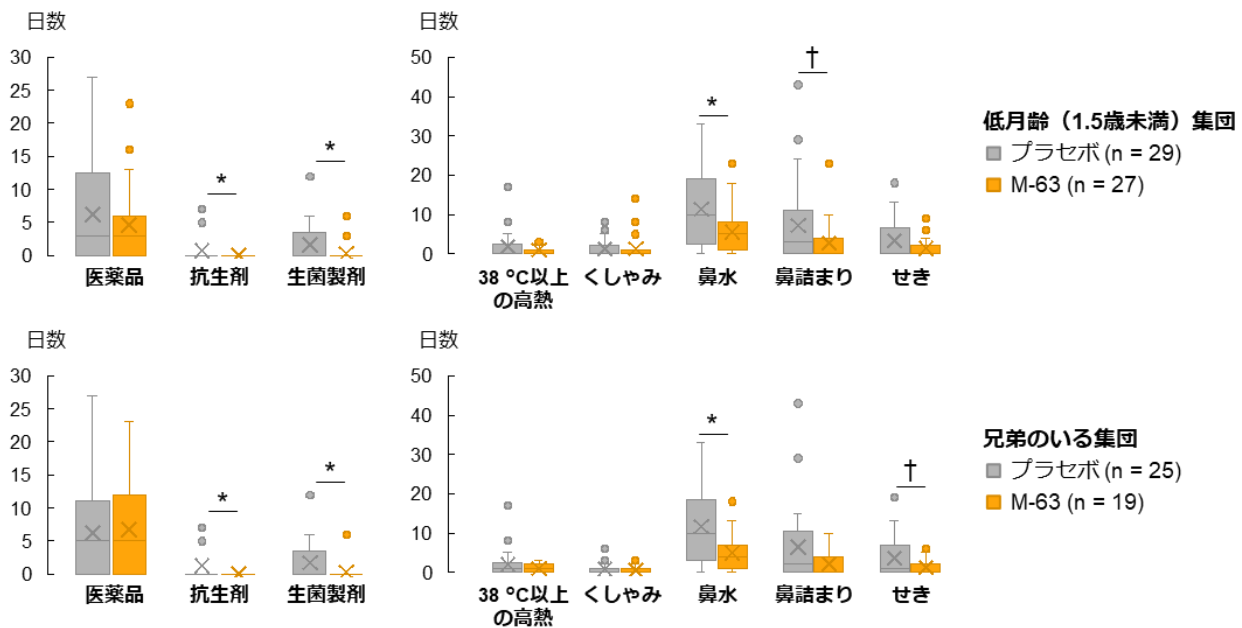 日数
30
25
20
15
10
5
0
*
*
医薬品
抗生剤
生菌製剤
日数
50
40
30
20
10
0
*
†
38 ℃以上
の高熱
くしゃみ
鼻水
鼻詰まり
せき
低月齢（1.5歳未満）集団
プラセボ (n = 29)
M-63 (n = 27)
日数
30
25
20
15
10
5
0
*
*
医薬品
抗生剤
生菌製剤
日数
50
40
30
20
10
0
*
†
38 ℃以上
の高熱
くしゃみ
鼻水
鼻詰まり
せき
兄弟のいる集団
プラセボ (n = 25)
M-63 (n = 19)